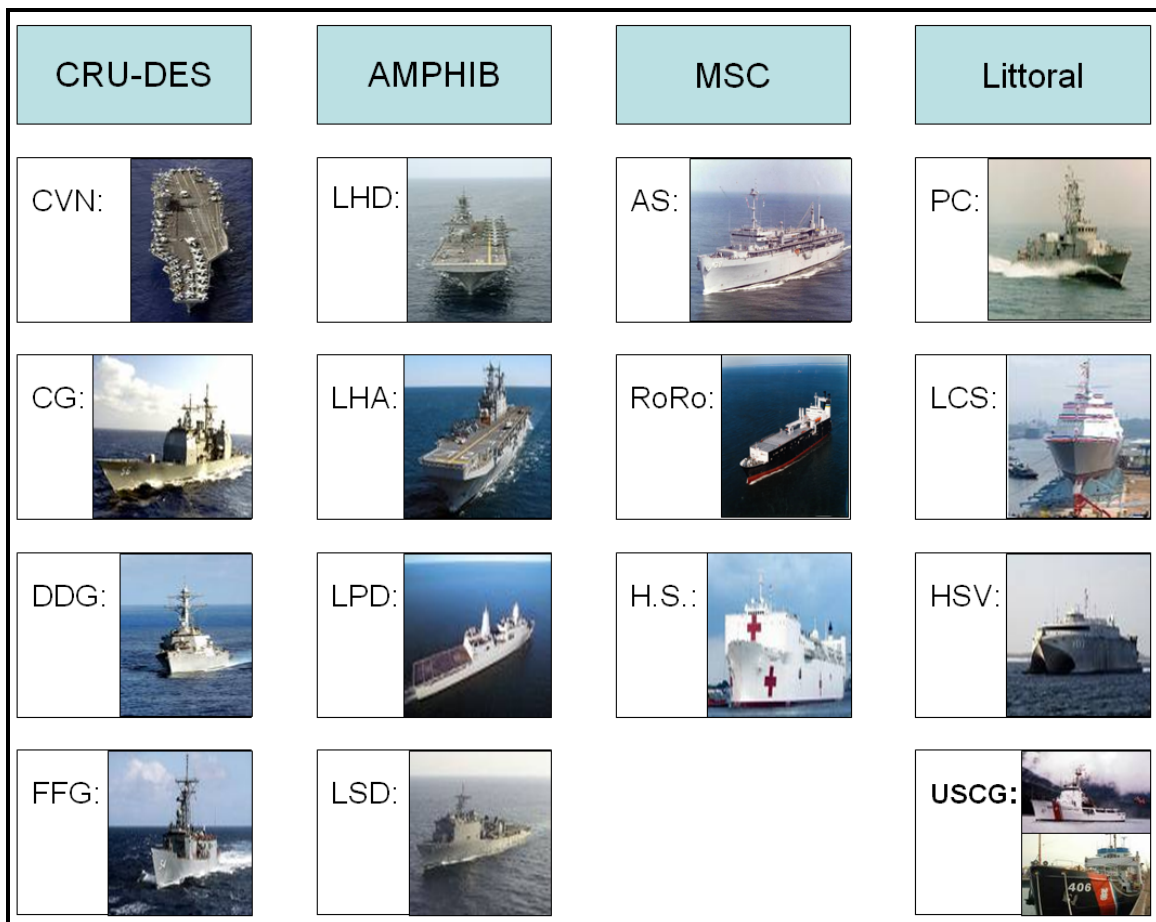 CRU-DES
AMPHIB
MSC
Littoral
CVN:
LHD:
AS:
PC:
CG:
LHA:
RoRo:
LCS:
DDG:
LPD:
H.S.:
HSV:
FFG:
LSD:
USCG:
54
406